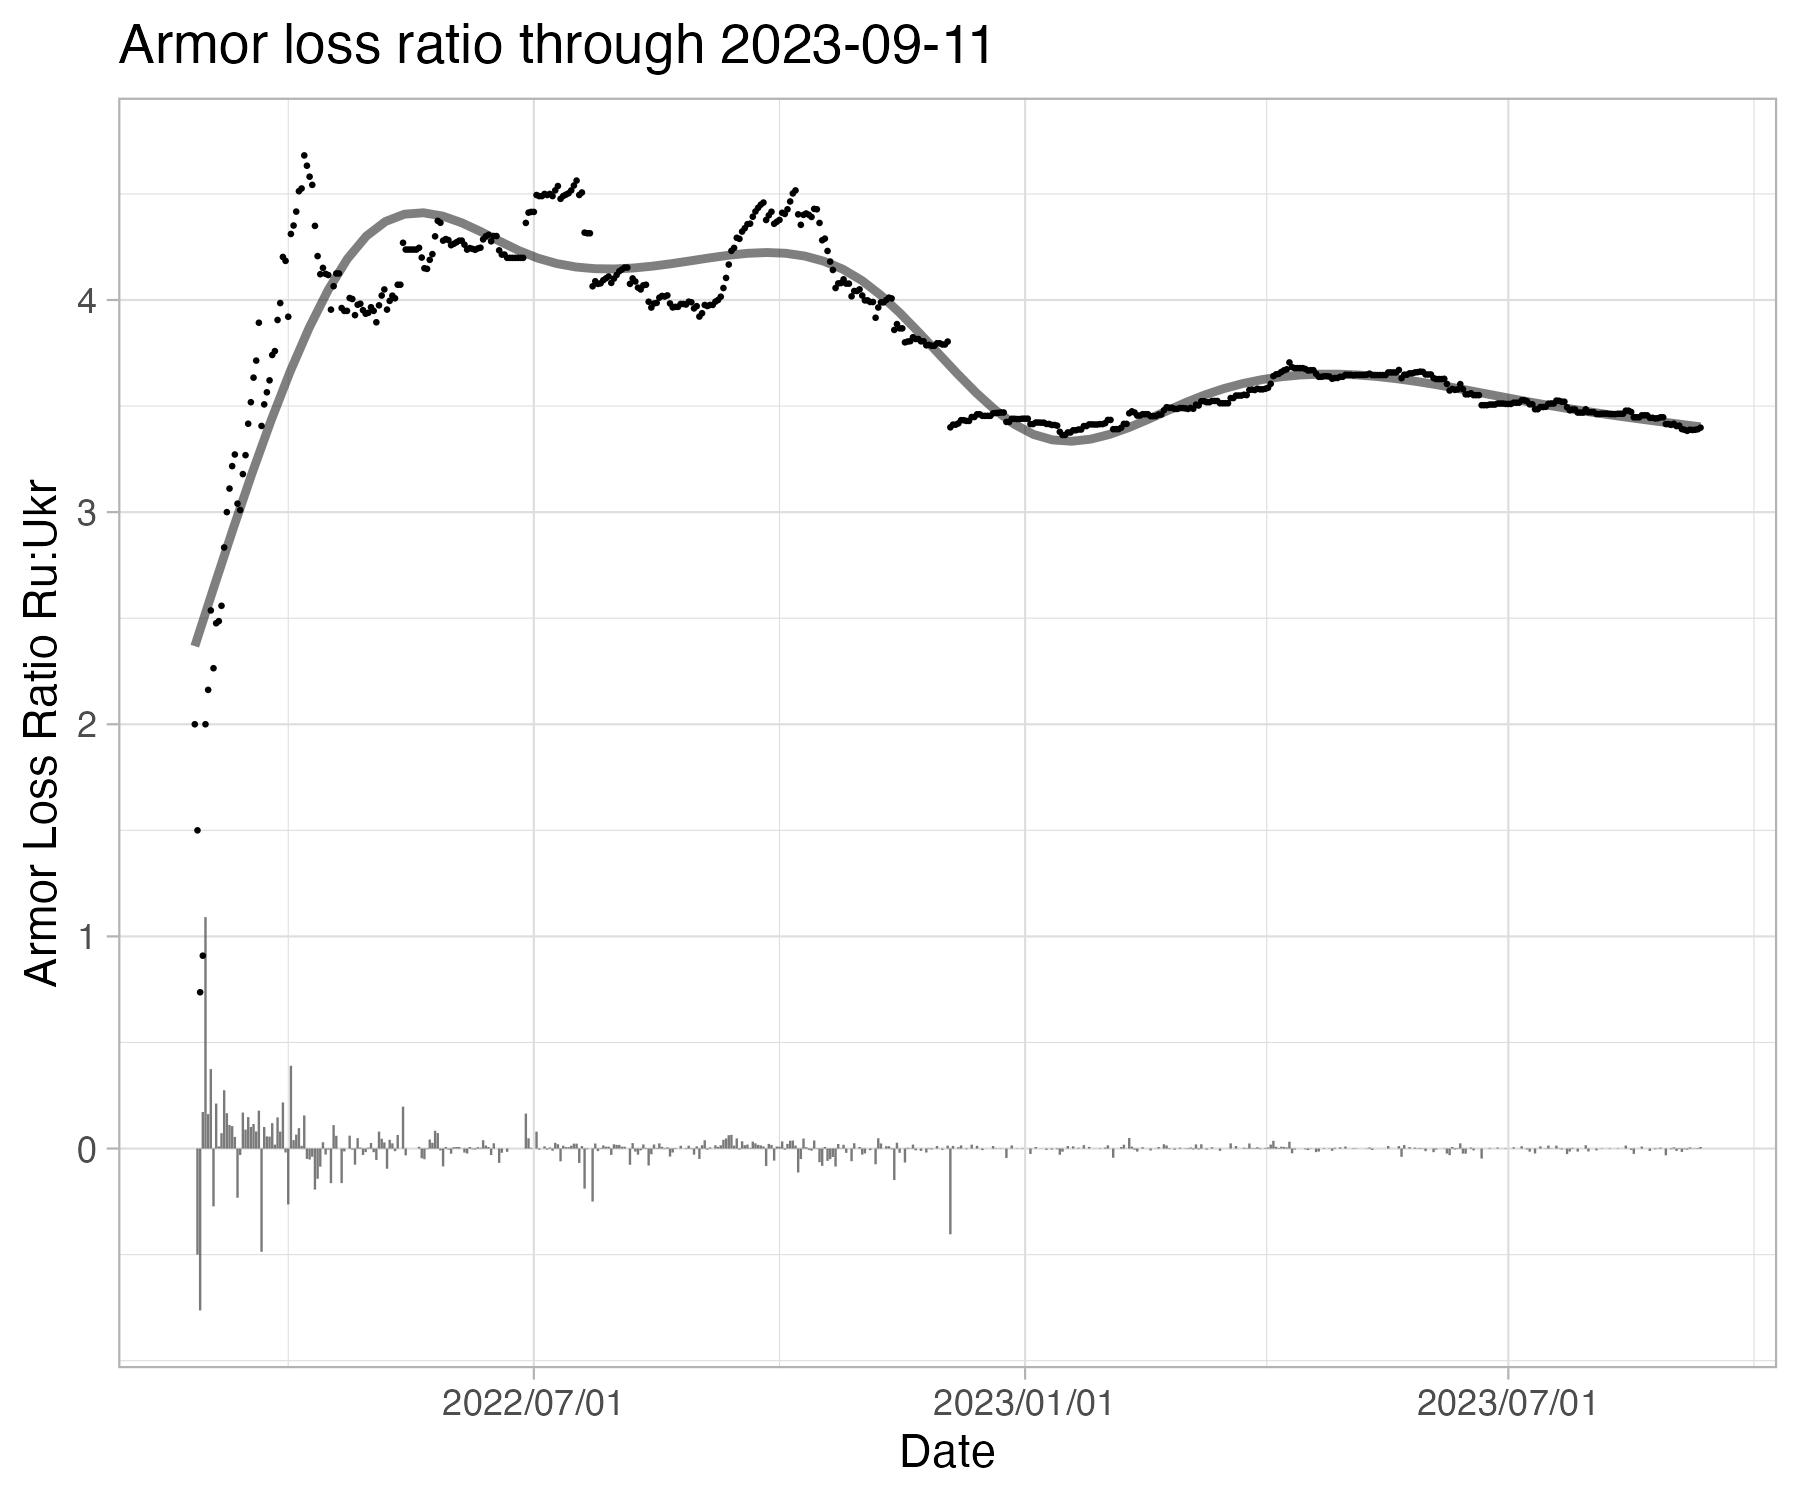 Armor loss ratio through 2023-09-11
Armor Loss Ratio Ru:Ukr
4
3
2
1
0
2022/07/01
2023/01/01
2023/07/01
Date